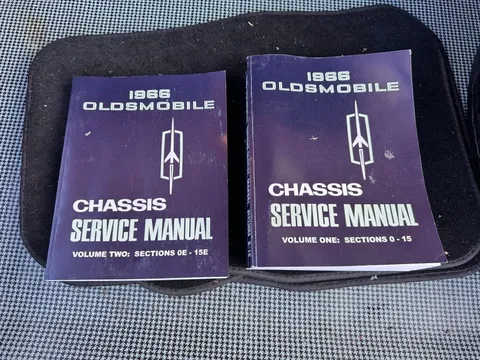 1966
OLDSMOBILE
CHASSIS
SERVICE MANUAL
VOLUME TWO: SECTIONS 0E - 15E
1966
OLDSMOBILE
CHASSIS
SERVICE MANUAL
VOLUME ONE: SECTIONS 0 - 15